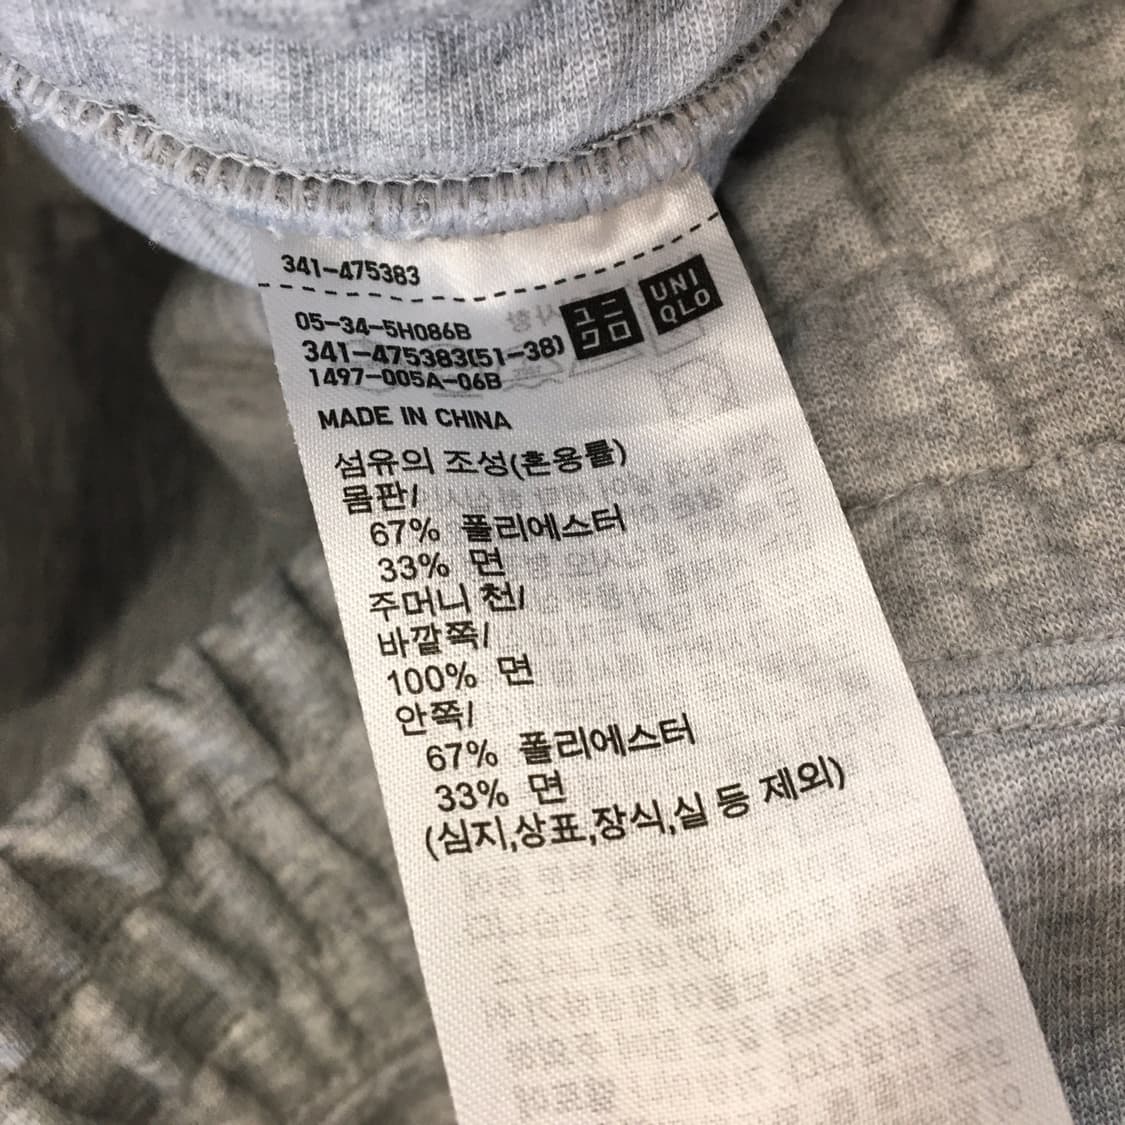 341-475383
05-34-5H086B
341-475383(51-38)
1497-005A-06B
ユニ
クロ
UNI
QLO
MADE IN CHINA
섬유의 조성(혼용률)
몸판/
67% 폴리에스터
33% 면
주머니 천/
바깥쪽/
100% 면
안쪽/
67% 폴리에스터
33% 면
(심지,상표,장식,실 등 제외)